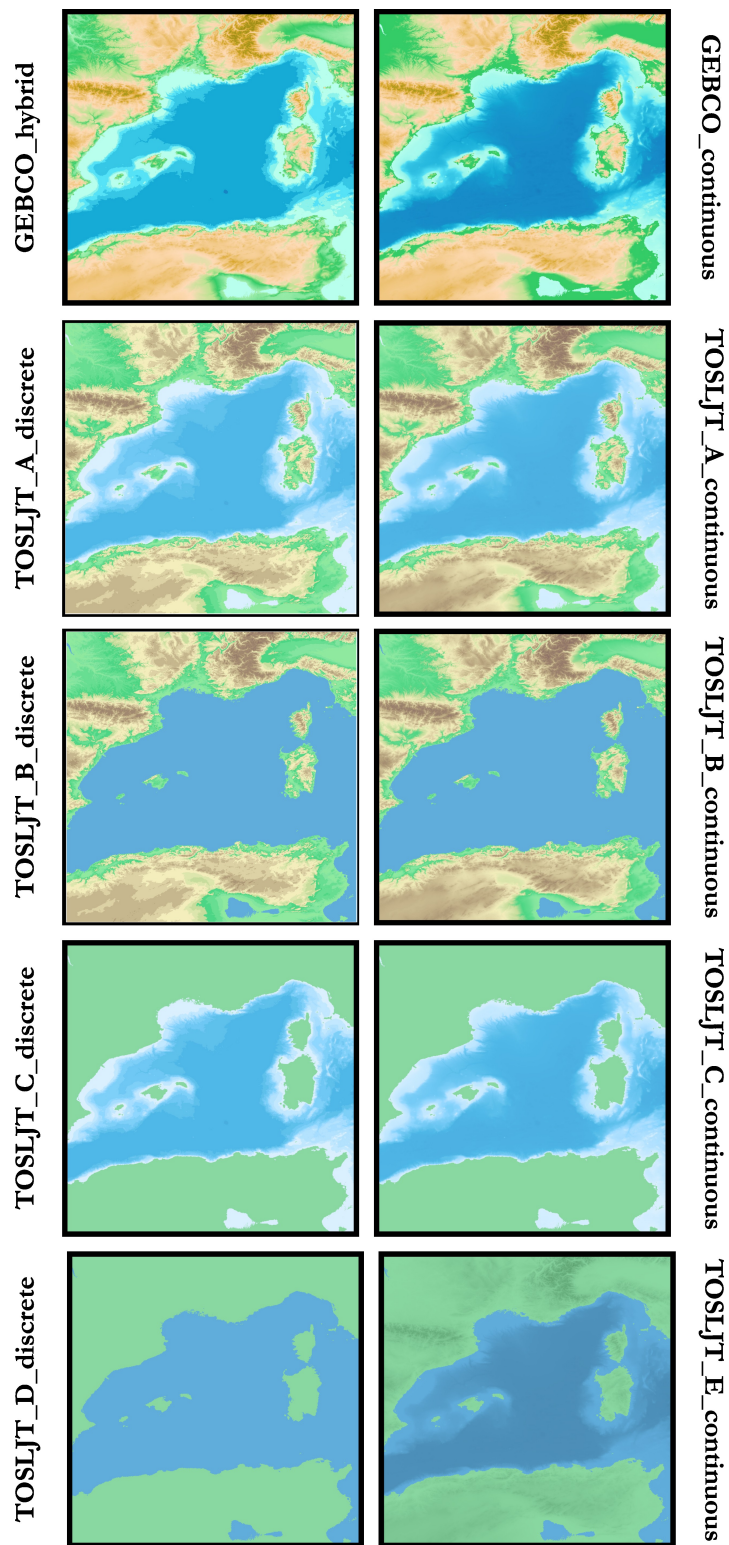 GEBCO_hybrid
GEBCO_continuous
TOSLJT_A_discrete
TOSLJT_A_continuous
TOSLJT_B_discrete
TOSLJT_B_continuous
TOSLJT_C_discrete
TOSLJT_C_continuous
TOSLJT_D_discrete
TOSLJT_E_continuous